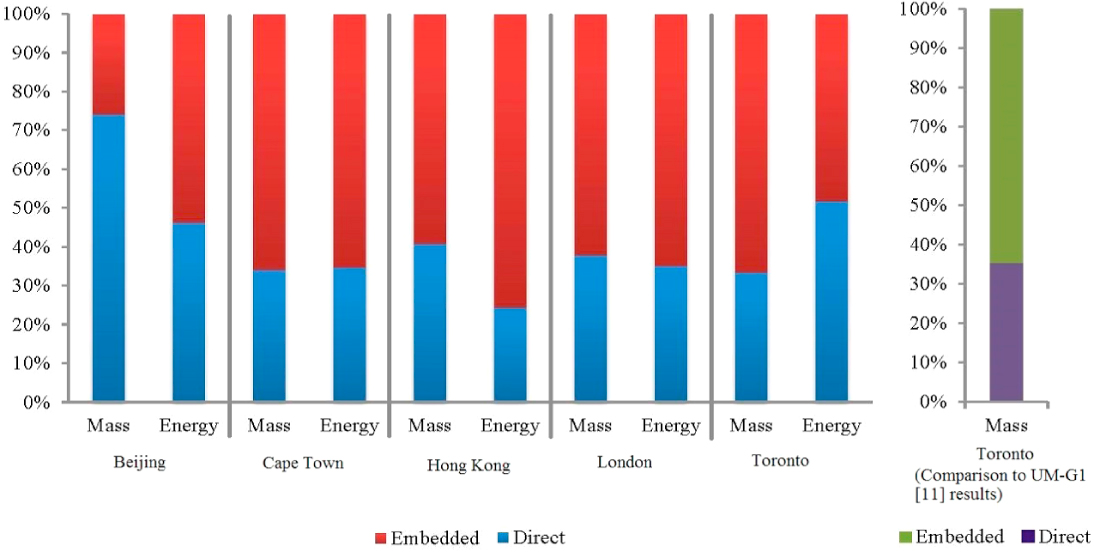 100%
90%
80%
70%
60%
50%
40%
30%
20%
10%
0%
Mass Energy Mass Energy Mass Energy Mass Energy Mass Energy
Beijing Cape Town Hong Kong London Toronto
Embedded Direct
100%
90%
80%
70%
60%
50%
40%
30%
20%
10%
0%
Mass
Toronto
(Comparison to UM-G1
[11] results)
Embedded Direct